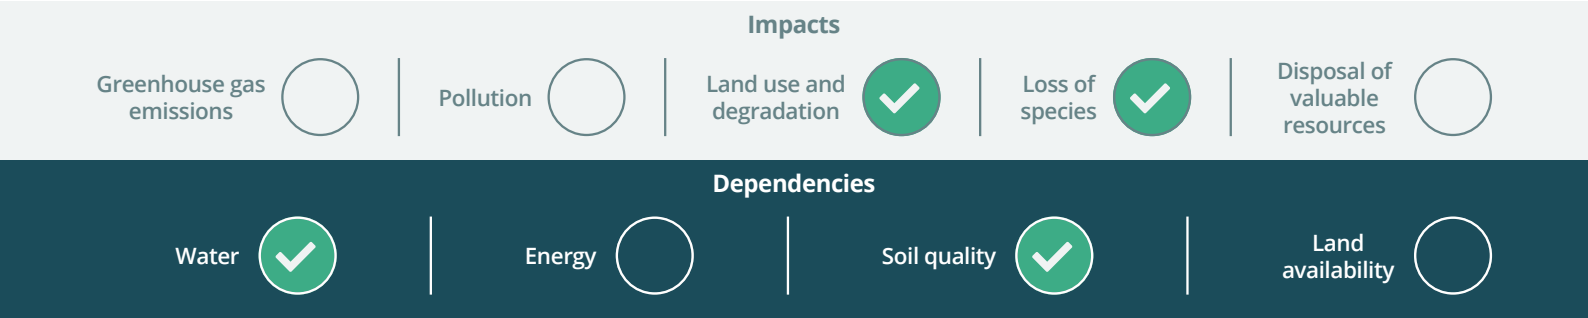 Impacts
Greenhouse gas
emissions
Pollution
Land use and
degradation
Loss of
species
Disposal of
valuable
resources
Dependencies
Water
Energy
Soil quality
Land
availability